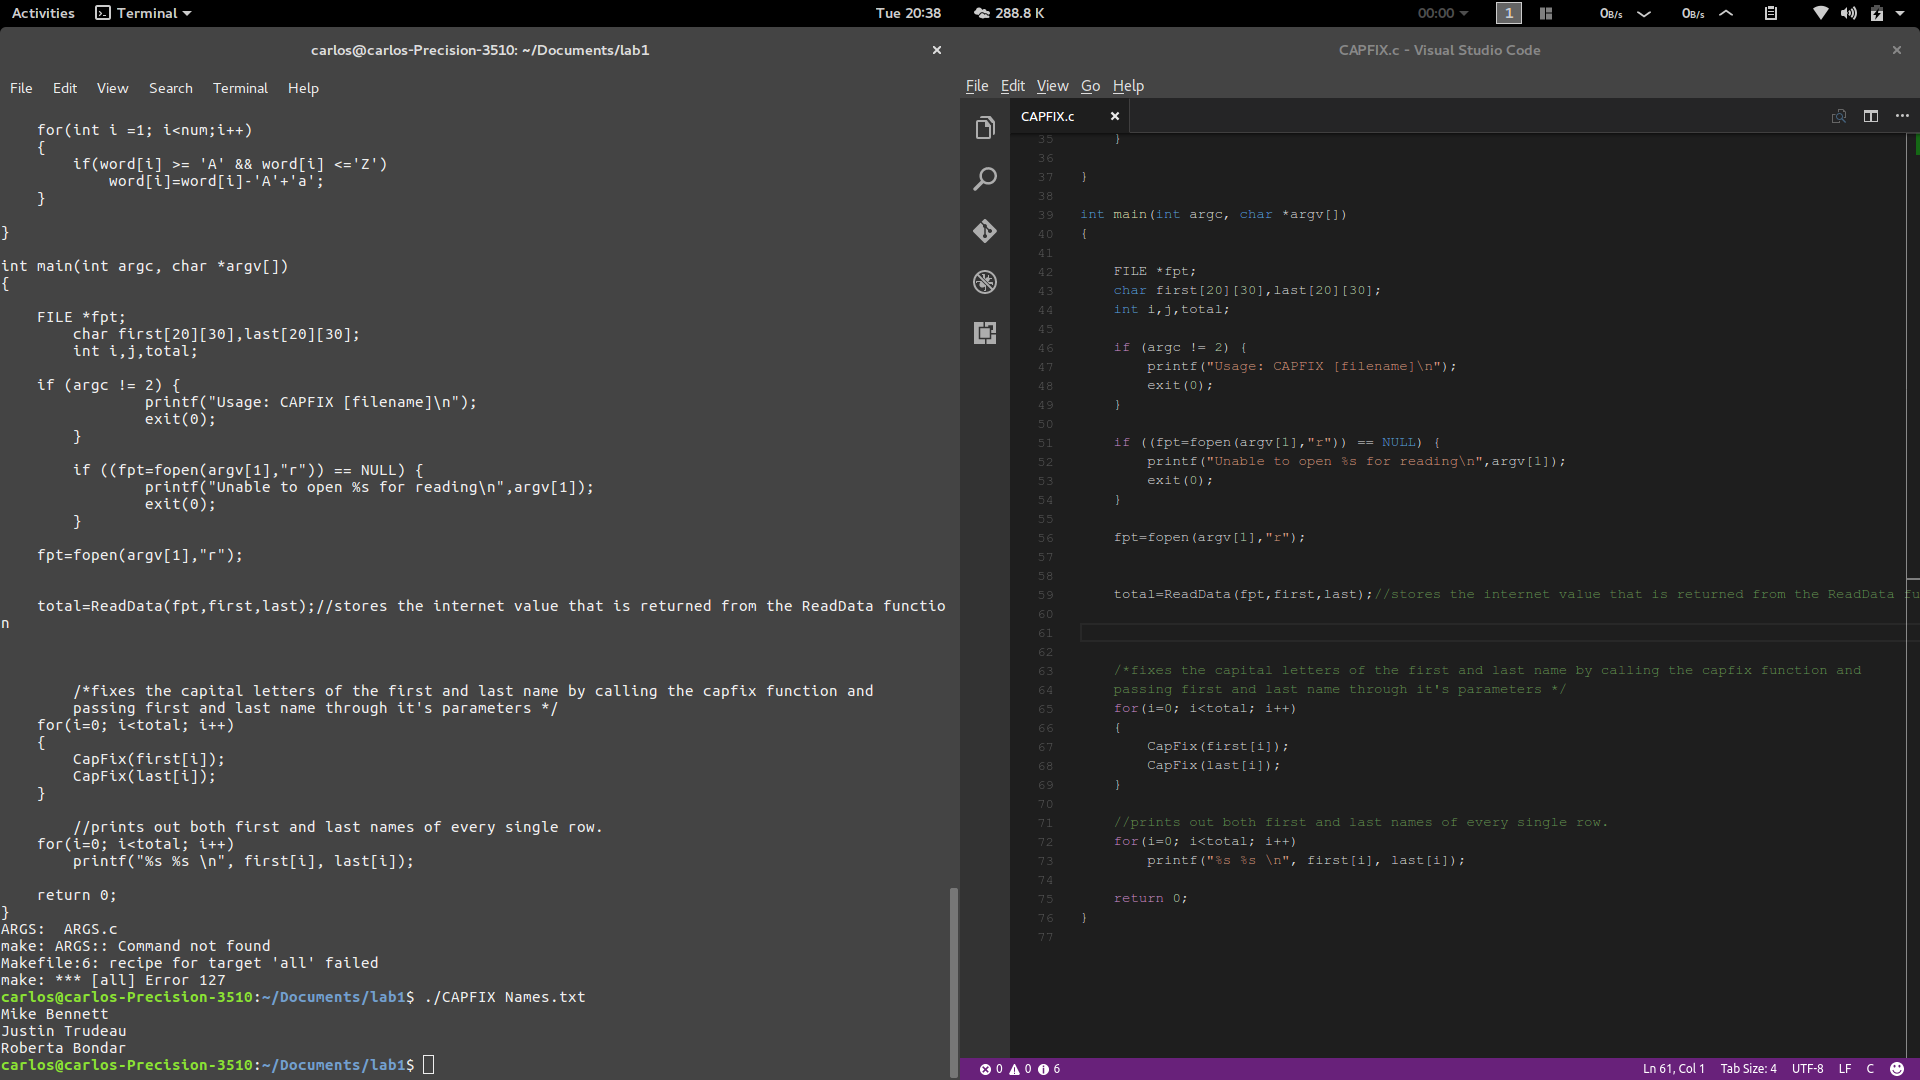 Activities Terminal Tue 20:38 288.8 K 00:00 1 0B/s 0B/s
carlos@carlos-Precision-3510: ~/Documents/lab1
File Edit View Search Terminal Help
    for(int i =1; i<num;i++)
    {
        if(word[i] >= 'A' && word[i] <='Z')
            word[i]=word[i]-'A'+'a';
    }
}
int main(int argc, char *argv[])
{
    FILE *fpt;
        char first[20][30],last[20][30];
        int i,j,total;
    if (argc != 2) {
                printf("Usage: CAPFIX [filename]\n");
                exit(0);
        }
        if ((fpt=fopen(argv[1],"r")) == NULL) {
                printf("Unable to open %s for reading\n",argv[1]);
                exit(0);
        }
    fpt=fopen(argv[1],"r");
    total=ReadData(fpt,first,last);//stores the internet value that is returned from the ReadData functio
n
        /*fixes the capital letters of the first and last name by calling the capfix function and
        passing first and last name through it's parameters */
    for(i=0; i<total; i++)
    {
        CapFix(first[i]);
        CapFix(last[i]);
    }
        //prints out both first and last names of every single row.
    for(i=0; i<total; i++)
        printf("%s %s \n", first[i], last[i]);
    return 0;
}
ARGS:  ARGS.c
make: ARGS:: Command not found
Makefile:6: recipe for target 'all' failed
make: *** [all] Error 127
carlos@carlos-Precision-3510:~/Documents/lab1$ ./CAPFIX Names.txt
Mike Bennett
Justin Trudeau
Roberta Bondar
carlos@carlos-Precision-3510:~/Documents/lab1$
CAPFIX.c - Visual Studio Code
File Edit View Go Help
CAPFIX.c
35     }
36
37 }
38
39 int main(int argc, char *argv[])
40 {
41
42     FILE *fpt;
43     char first[20][30],last[20][30];
44     int i,j,total;
45
46     if (argc != 2) {
47         printf("Usage: CAPFIX [filename]\n");
48         exit(0);
49     }
50
51     if ((fpt=fopen(argv[1],"r")) == NULL) {
52         printf("Unable to open %s for reading\n",argv[1]);
53         exit(0);
54     }
55
56     fpt=fopen(argv[1],"r");
57
58
59     total=ReadData(fpt,first,last);//stores the internet value that is returned from the ReadData fu
60
61
62
63     /*fixes the capital letters of the first and last name by calling the capfix function and
64     passing first and last name through it's parameters */
65     for(i=0; i<total; i++)
66     {
67         CapFix(first[i]);
68         CapFix(last[i]);
69     }
70
71     //prints out both first and last names of every single row.
72     for(i=0; i<total; i++)
73         printf("%s %s \n", first[i], last[i]);
74
75     return 0;
76 }
77
0 0 6 Ln 61, Col 1 Tab Size: 4 UTF-8 LF C